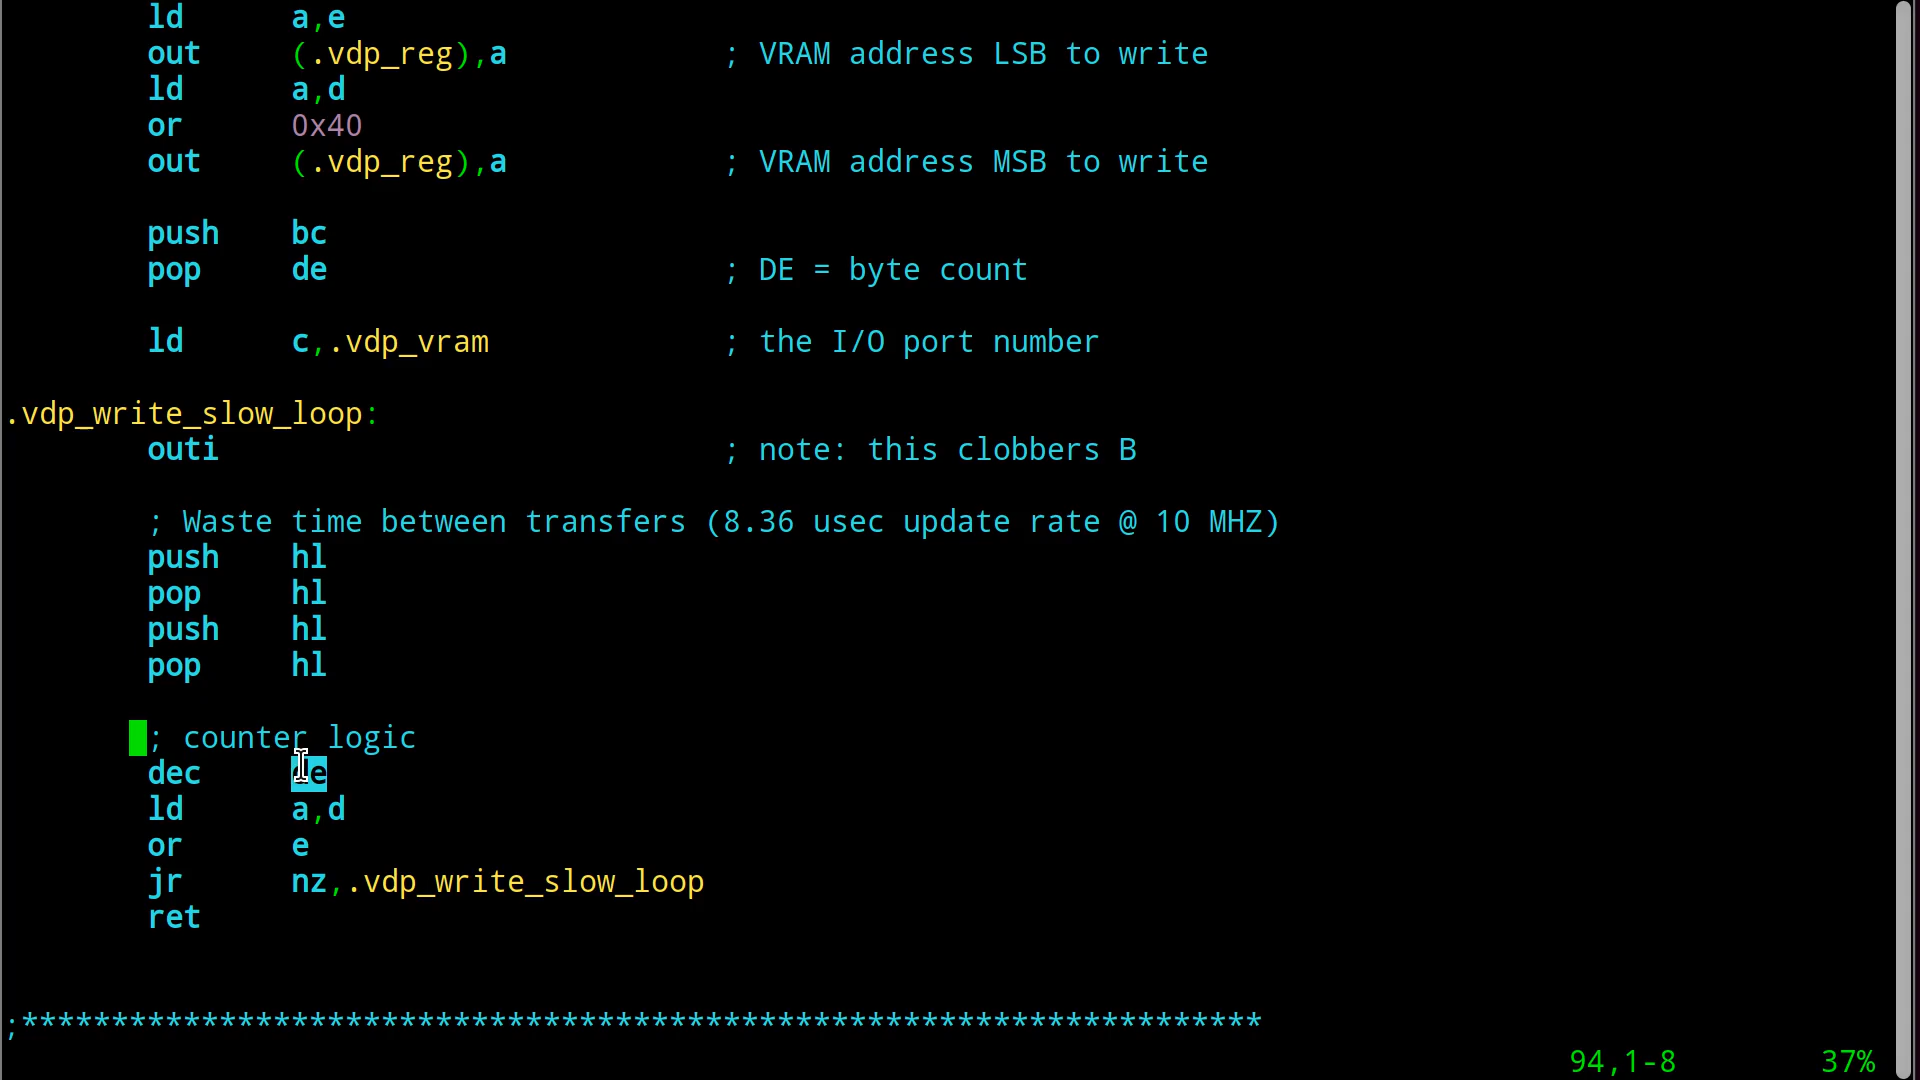 ld a,e
out (.vdp_reg),a ; VRAM address LSB to write
ld a,d
or 0x40
out (.vdp_reg),a ; VRAM address MSB to write
push bc
pop de ; DE = byte count
ld c,.vdp_vram ; the I/O port number
.vdp_write_slow_loop:
outi ; note: this clobbers B
; Waste time between transfers (8.36 usec update rate @ 10 MHZ)
push hl
pop hl
push hl
pop hl
; counter logic
dec de
ld a,d
or e
jr nz,.vdp_write_slow_loop
ret
;*********************************************************************
94,1-8 37%